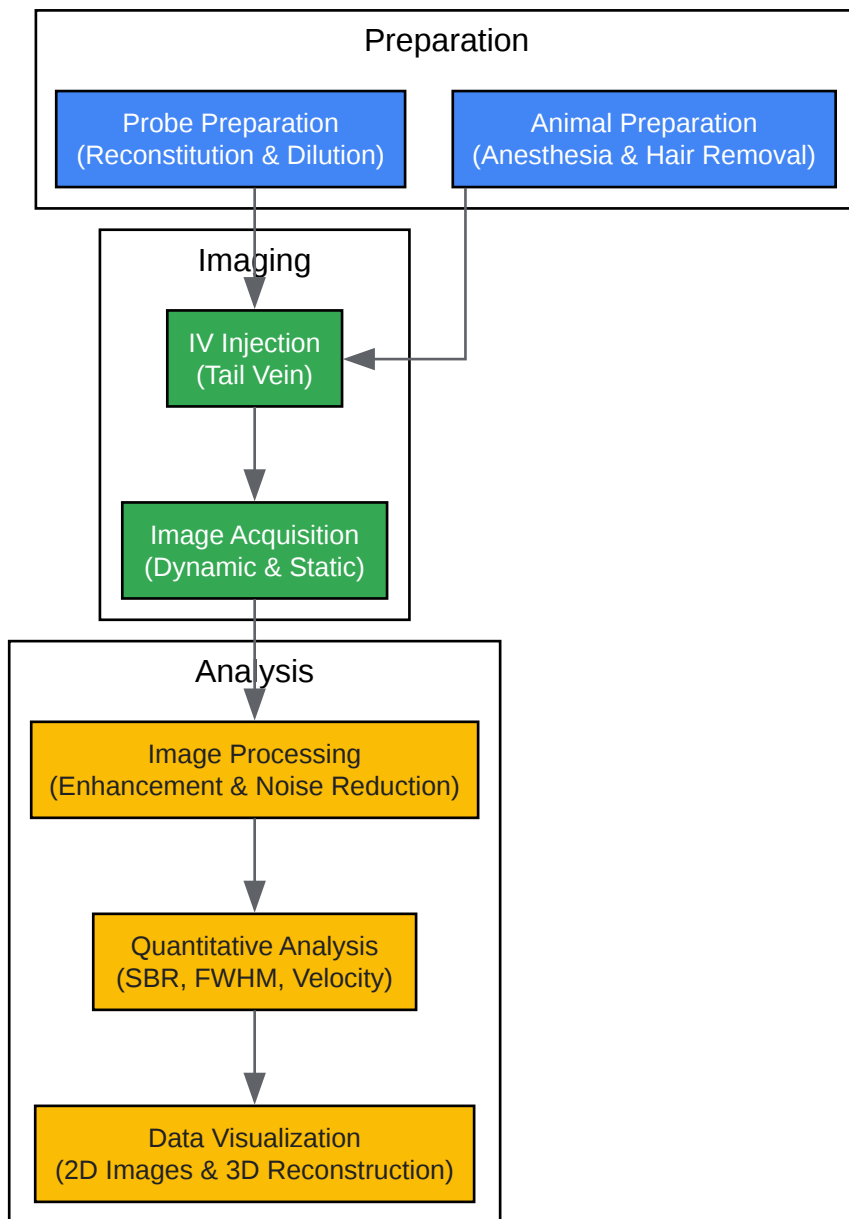 Preparation
Probe Preparation
(Reconstitution & Dilution)
Animal Preparation
(Anesthesia & Hair Removal)
Imaging
IV Injection
(Tail Vein)
Image Acquisition
(Dynamic & Static)
Analysis
Image Processing
(Enhancement & Noise Reduction)
Quantitative Analysis
(SBR, FWHM, Velocity)
Data Visualization
(2D Images & 3D Reconstruction)